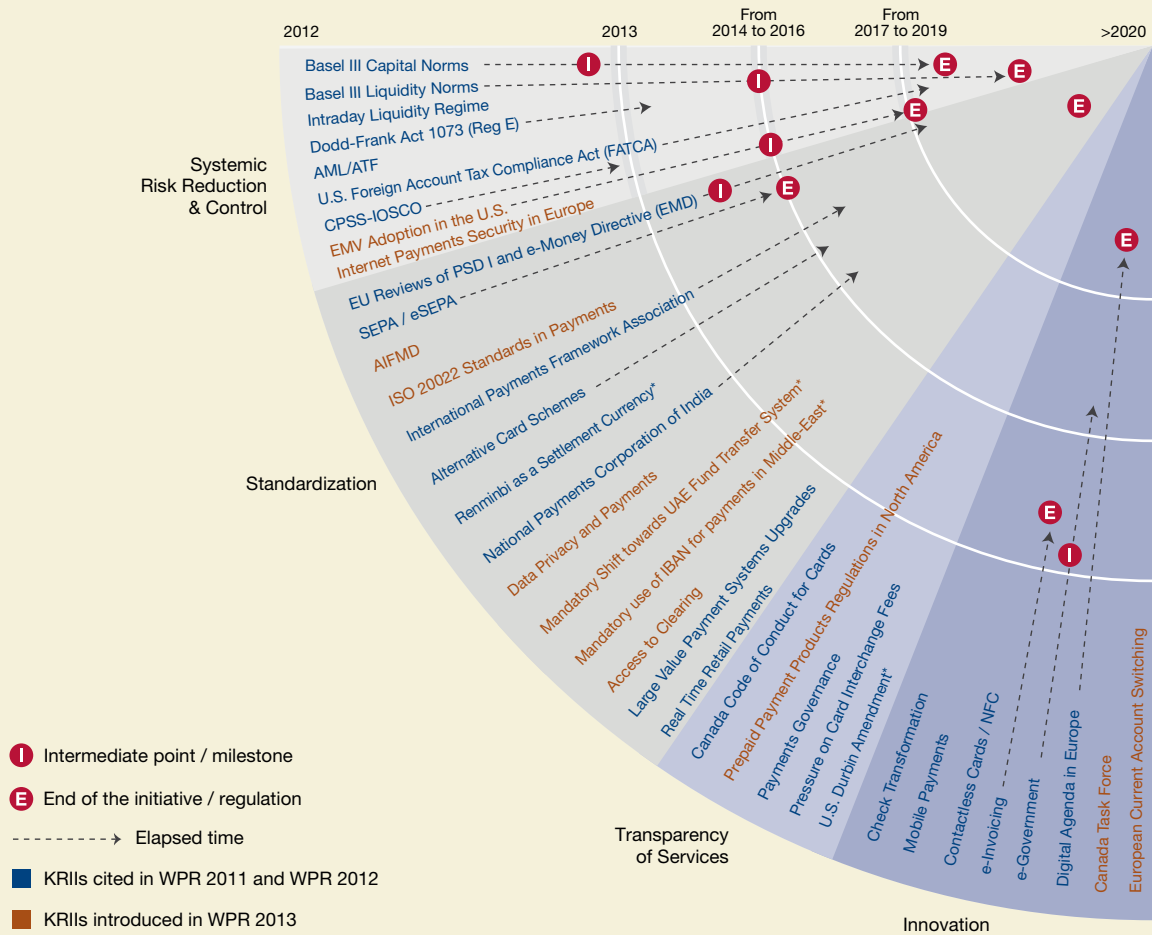 2012
2013
From
2014 to 2016
From
2017 to 2019
>2020
Systemic
Risk Reduction
& Control
Basel III Capital Norms
I
E
Basel III Liquidity Norms
I
E
Intraday Liquidity Regime
Dodd-Frank Act 1073 (Reg E)
AML/ATF
U.S. Foreign Account Tax Compliance Act (FATCA)
CPSS-IOSCO
EMV Adoption in the U.S.
I
E
Internet Payments Security in Europe
E
Standardization
EU Reviews of PSD I and e-Money Directive (EMD)
I
SEPA / eSEPA
E
AIFMD
ISO 20022 Standards in Payments
International Payments Framework Association
Alternative Card Schemes
Renminbi as a Settlement Currency*
National Payments Corporation of India
Data Privacy and Payments
Mandatory Shift towards UAE Fund Transfer System*
Mandatory use of IBAN for payments in Middle-East*
Access to Clearing
Large Value Payment Systems Upgrades
Real Time Retail Payments
Transparency
of Services
Canada Code of Conduct for Cards
Prepaid Payment Products Regulations in North America
Payments Governance
Pressure on Card Interchange Fees
U.S. Durbin Amendment*
Innovation
Check Transformation
Mobile Payments
Contactless Cards / NFC
e-Invoicing
E
e-Government
I
Digital Agenda in Europe
E
Canada Task Force
European Current Account Switching
I Intermediate point / milestone
E End of the initiative / regulation
Elapsed time
KRIIs cited in WPR 2011 and WPR 2012
KRIIs introduced in WPR 2013